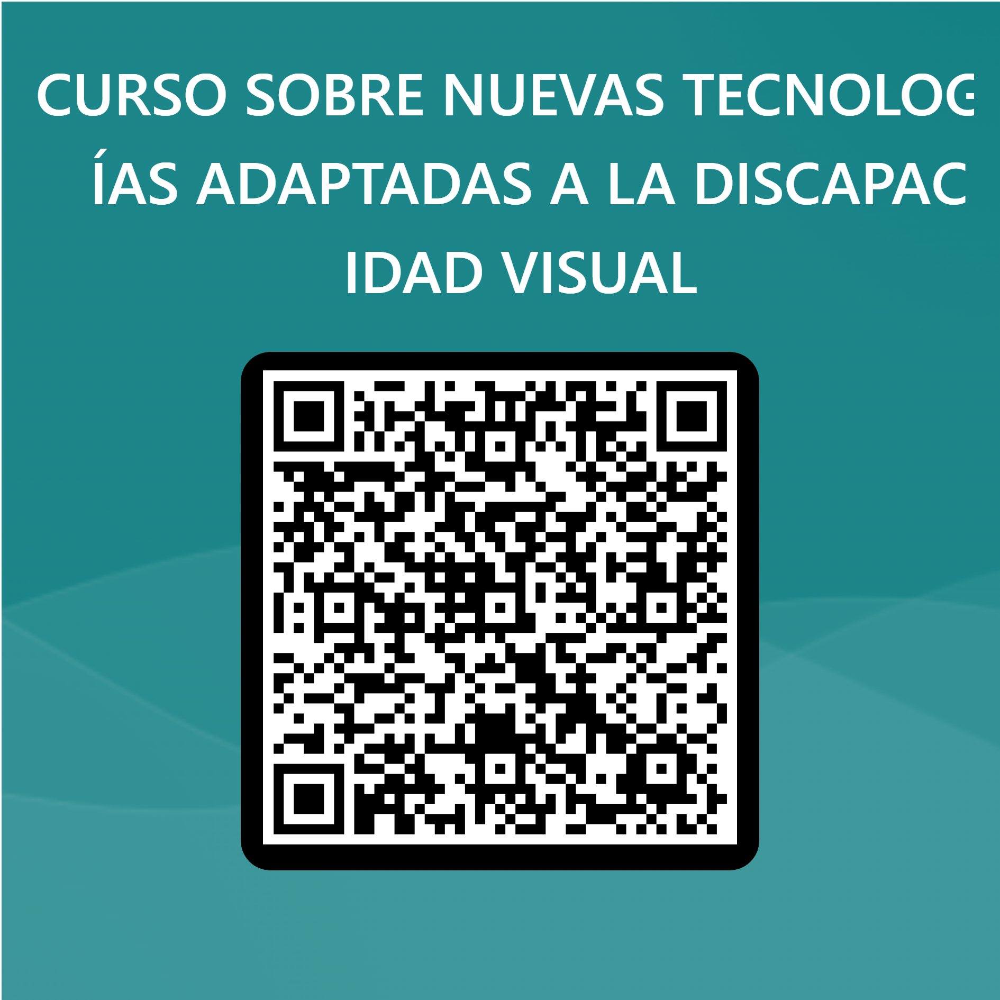 CURSO SOBRE NUEVAS TECNOLOG
ÍAS ADAPTADAS A LA DISCAPAC
IDAD VISUAL